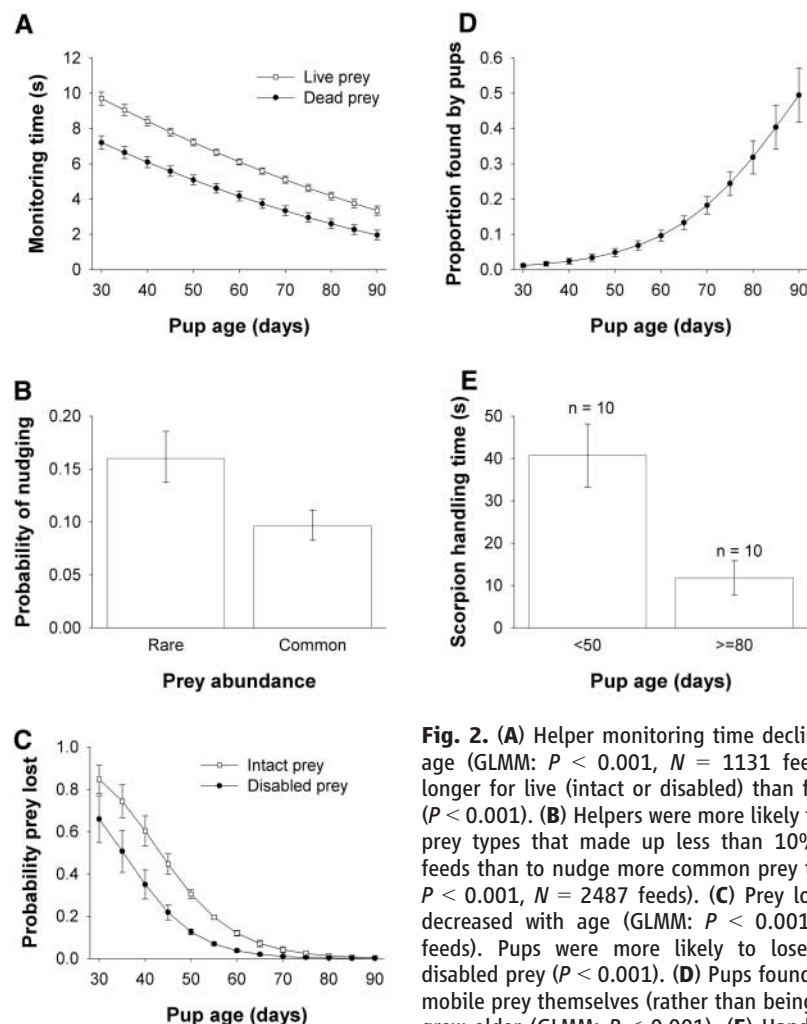 A
Monitoring time (s)
12
10
8
6
4
2
0
Live prey
Dead prey
30 40 50 60 70 80 90
Pup age (days)
B
Probability of nudging
0.20
0.15
0.10
0.05
0.00
Rare Common
Prey abundance
C
Probability prey lost
1.0
0.8
0.6
0.4
0.2
0.0
Intact prey
Disabled prey
30 40 50 60 70 80 90
Pup age (days)
D
Proportion found by pups
0.6
0.5
0.4
0.3
0.2
0.1
0.0
30 40 50 60 70 80 90
Pup age (days)
E
Scorpion handling time (s)
50
40
30
20
10
0
n = 10
n = 10
<50 >=80
Pup age (days)
Fig. 2. (A) Helper monitoring time declin
age (GLMM: P < 0.001, N = 1131 fee
longer for live (intact or disabled) than f
(P < 0.001). (B) Helpers were more likely t
prey types that made up less than 10%
feeds than to nudge more common prey t
P < 0.001, N = 2487 feeds). (C) Prey lo
decreased with age (GLMM: P < 0.001
feeds). Pups were more likely to lose
disabled prey (P < 0.001). (D) Pups found
mobile prey themselves (rather than being